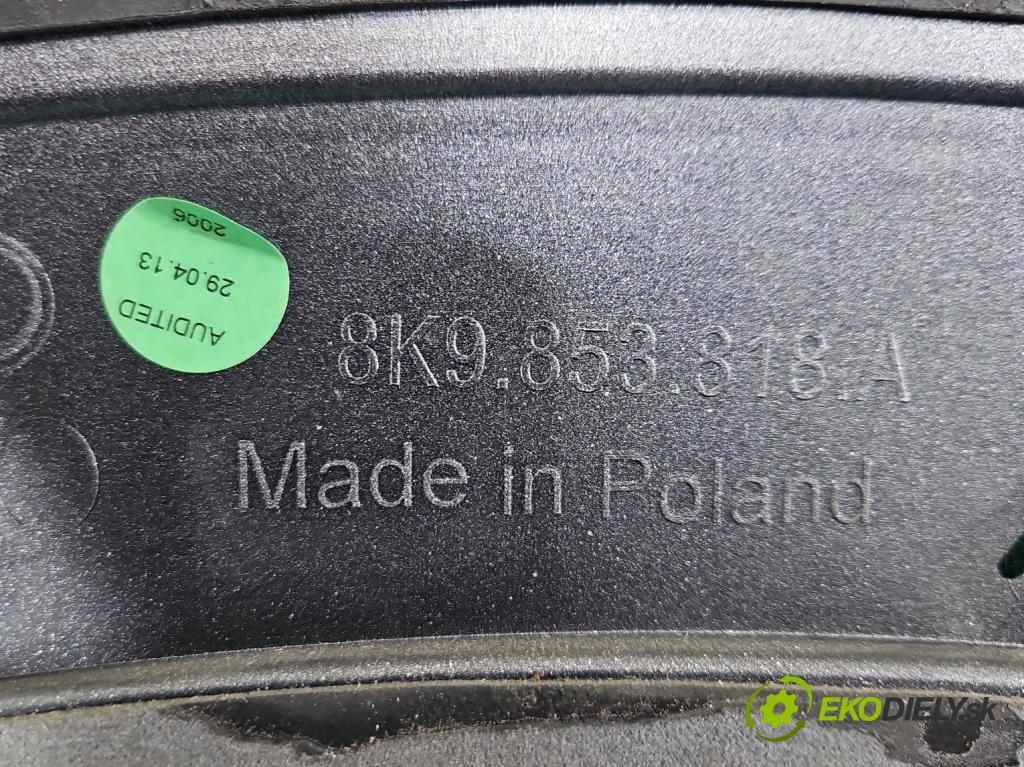 AUDITED
29.04.13
2006
8K9.853.818.A
Made in Poland
EKODIELY.sk